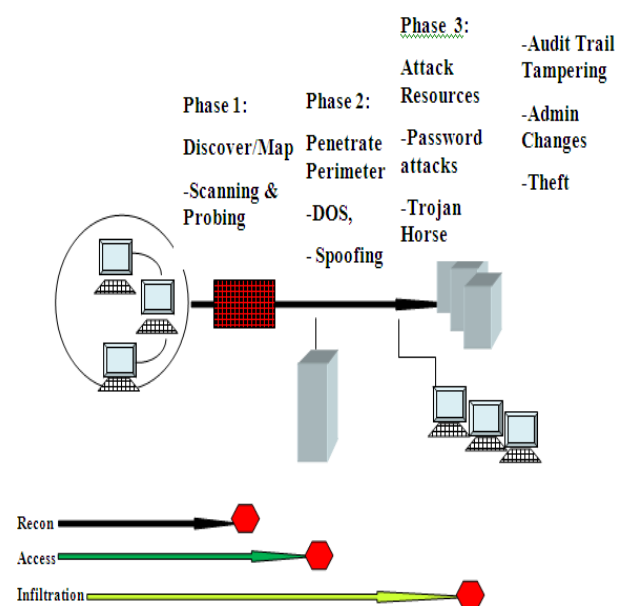 Phase 1:
Discover/Map
-Scanning &
Probing
Phase 2:
Penetrate
Perimeter
-DOS,
- Spoofing
Phase 3:
Attack
Resources
-Password
attacks
-Trojan
Horse
-Audit Trail
Tampering
-Admin
Changes
-Theft
Recon
Access
Infiltration